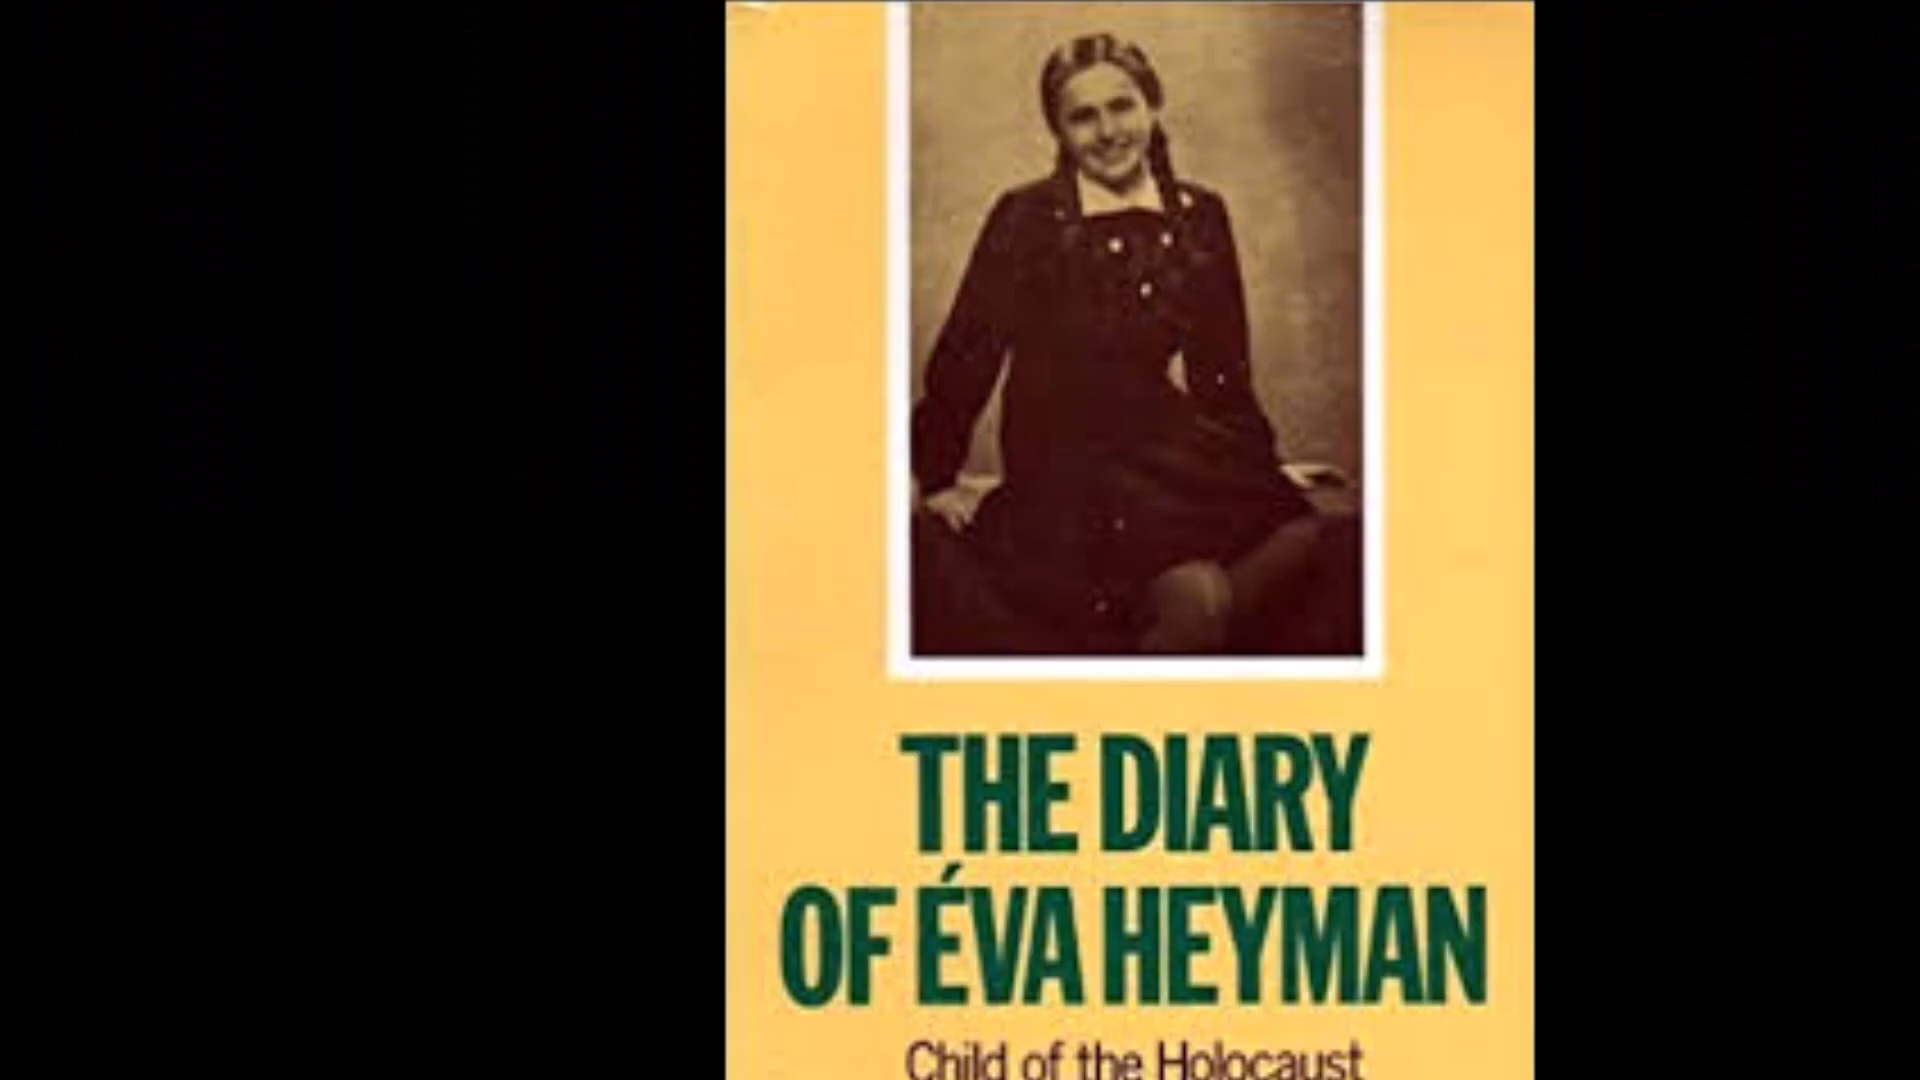 THE DIARY
OF ÉVA HEYMAN
Child of the Holocaust